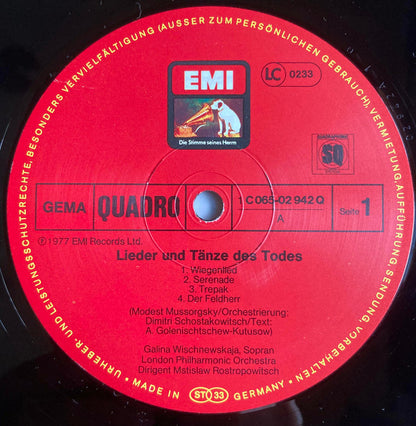 URHEBER- UND LEISTUNGSSCHUTZRECHTE, BESONDERS VERVIELFÄLTIGUNG (AUSSER ZUM PERSÖNLICHEN GEBRAUCH), VERMIETUNG, AUFFÜHRUNG, SENDUNG, VORBEHALTEN
EMI
LC 0233
Die Stimme seines Herrn
SQ
GEMA QUADRO C 065-02 942 Q
A
Seite 1
℗ 1977 EMI Records Ltd.
Lieder und Tänze des Todes
1. Wiegenlied
2. Serenade
3. Trepak
4. Der Feldherr
(Modest Mussorgsky/Orchestrierung:
Dimitri Schostakowitsch/Text:
A. Golenischtschew-Kutusow)
Galina Wischnewskaja, Sopran
London Philharmonic Orchestra
Dirigent Mstislaw Rostropowitsch
• MADE IN STO 33 GERMANY •